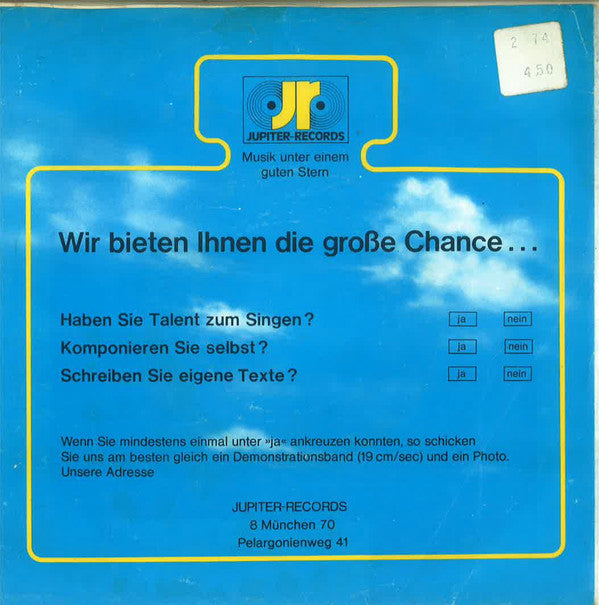 2 74
450
jr
JUPITER-RECORDS
Musik unter einem
guten Stern
Wir bieten Ihnen die große Chance...
Haben Sie Talent zum Singen? ja nein
Komponieren Sie selbst? ja nein
Schreiben Sie eigene Texte? ja nein
Wenn Sie mindestens einmal unter »ja« ankreuzen konnten, so schicken
Sie uns am besten gleich ein Demonstrationsband (19 cm/sec) und ein Photo.
Unsere Adresse
JUPITER-RECORDS
8 München 70
Pelargonienweg 41